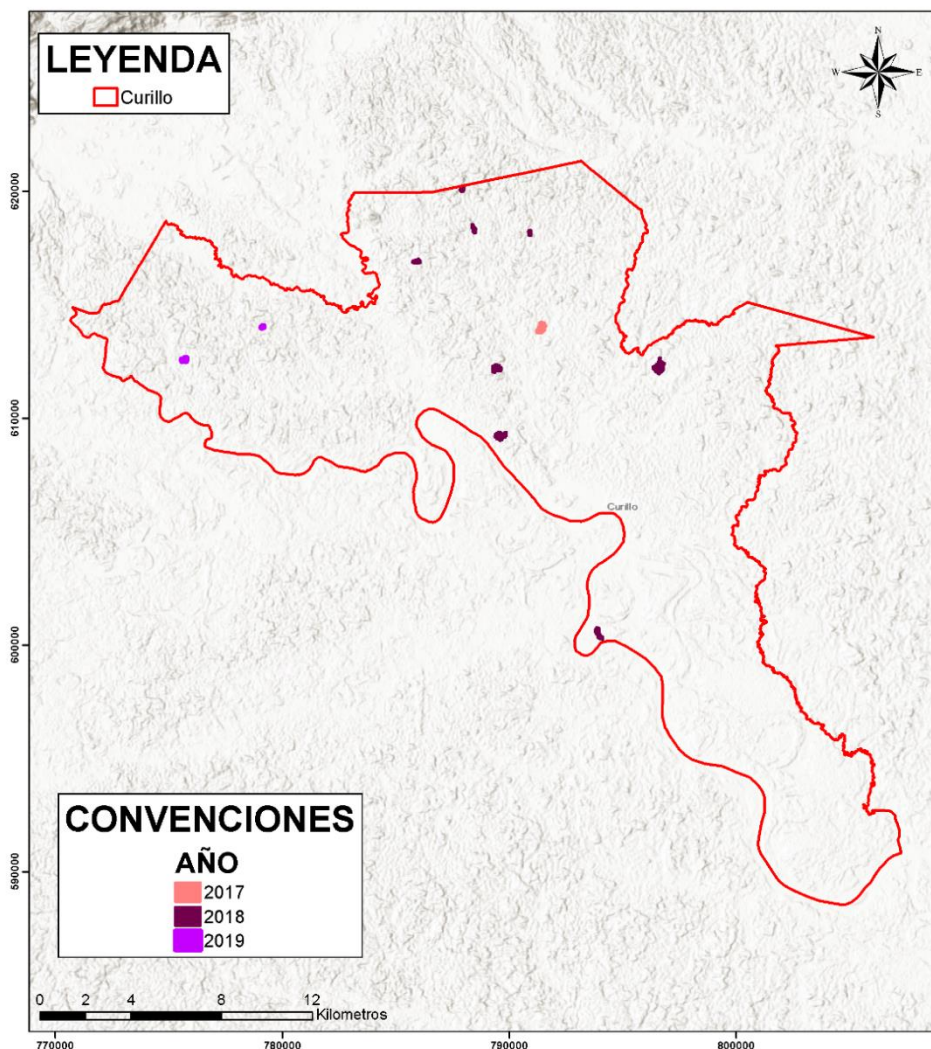 LEYENDA
Curillo
N
W
E
S
620000
610000
Curillo
600000
590000
CONVENCIONES
AÑO
2017
2018
2019
0 2 4 8 12
Kilometros
770000 780000 790000 800000